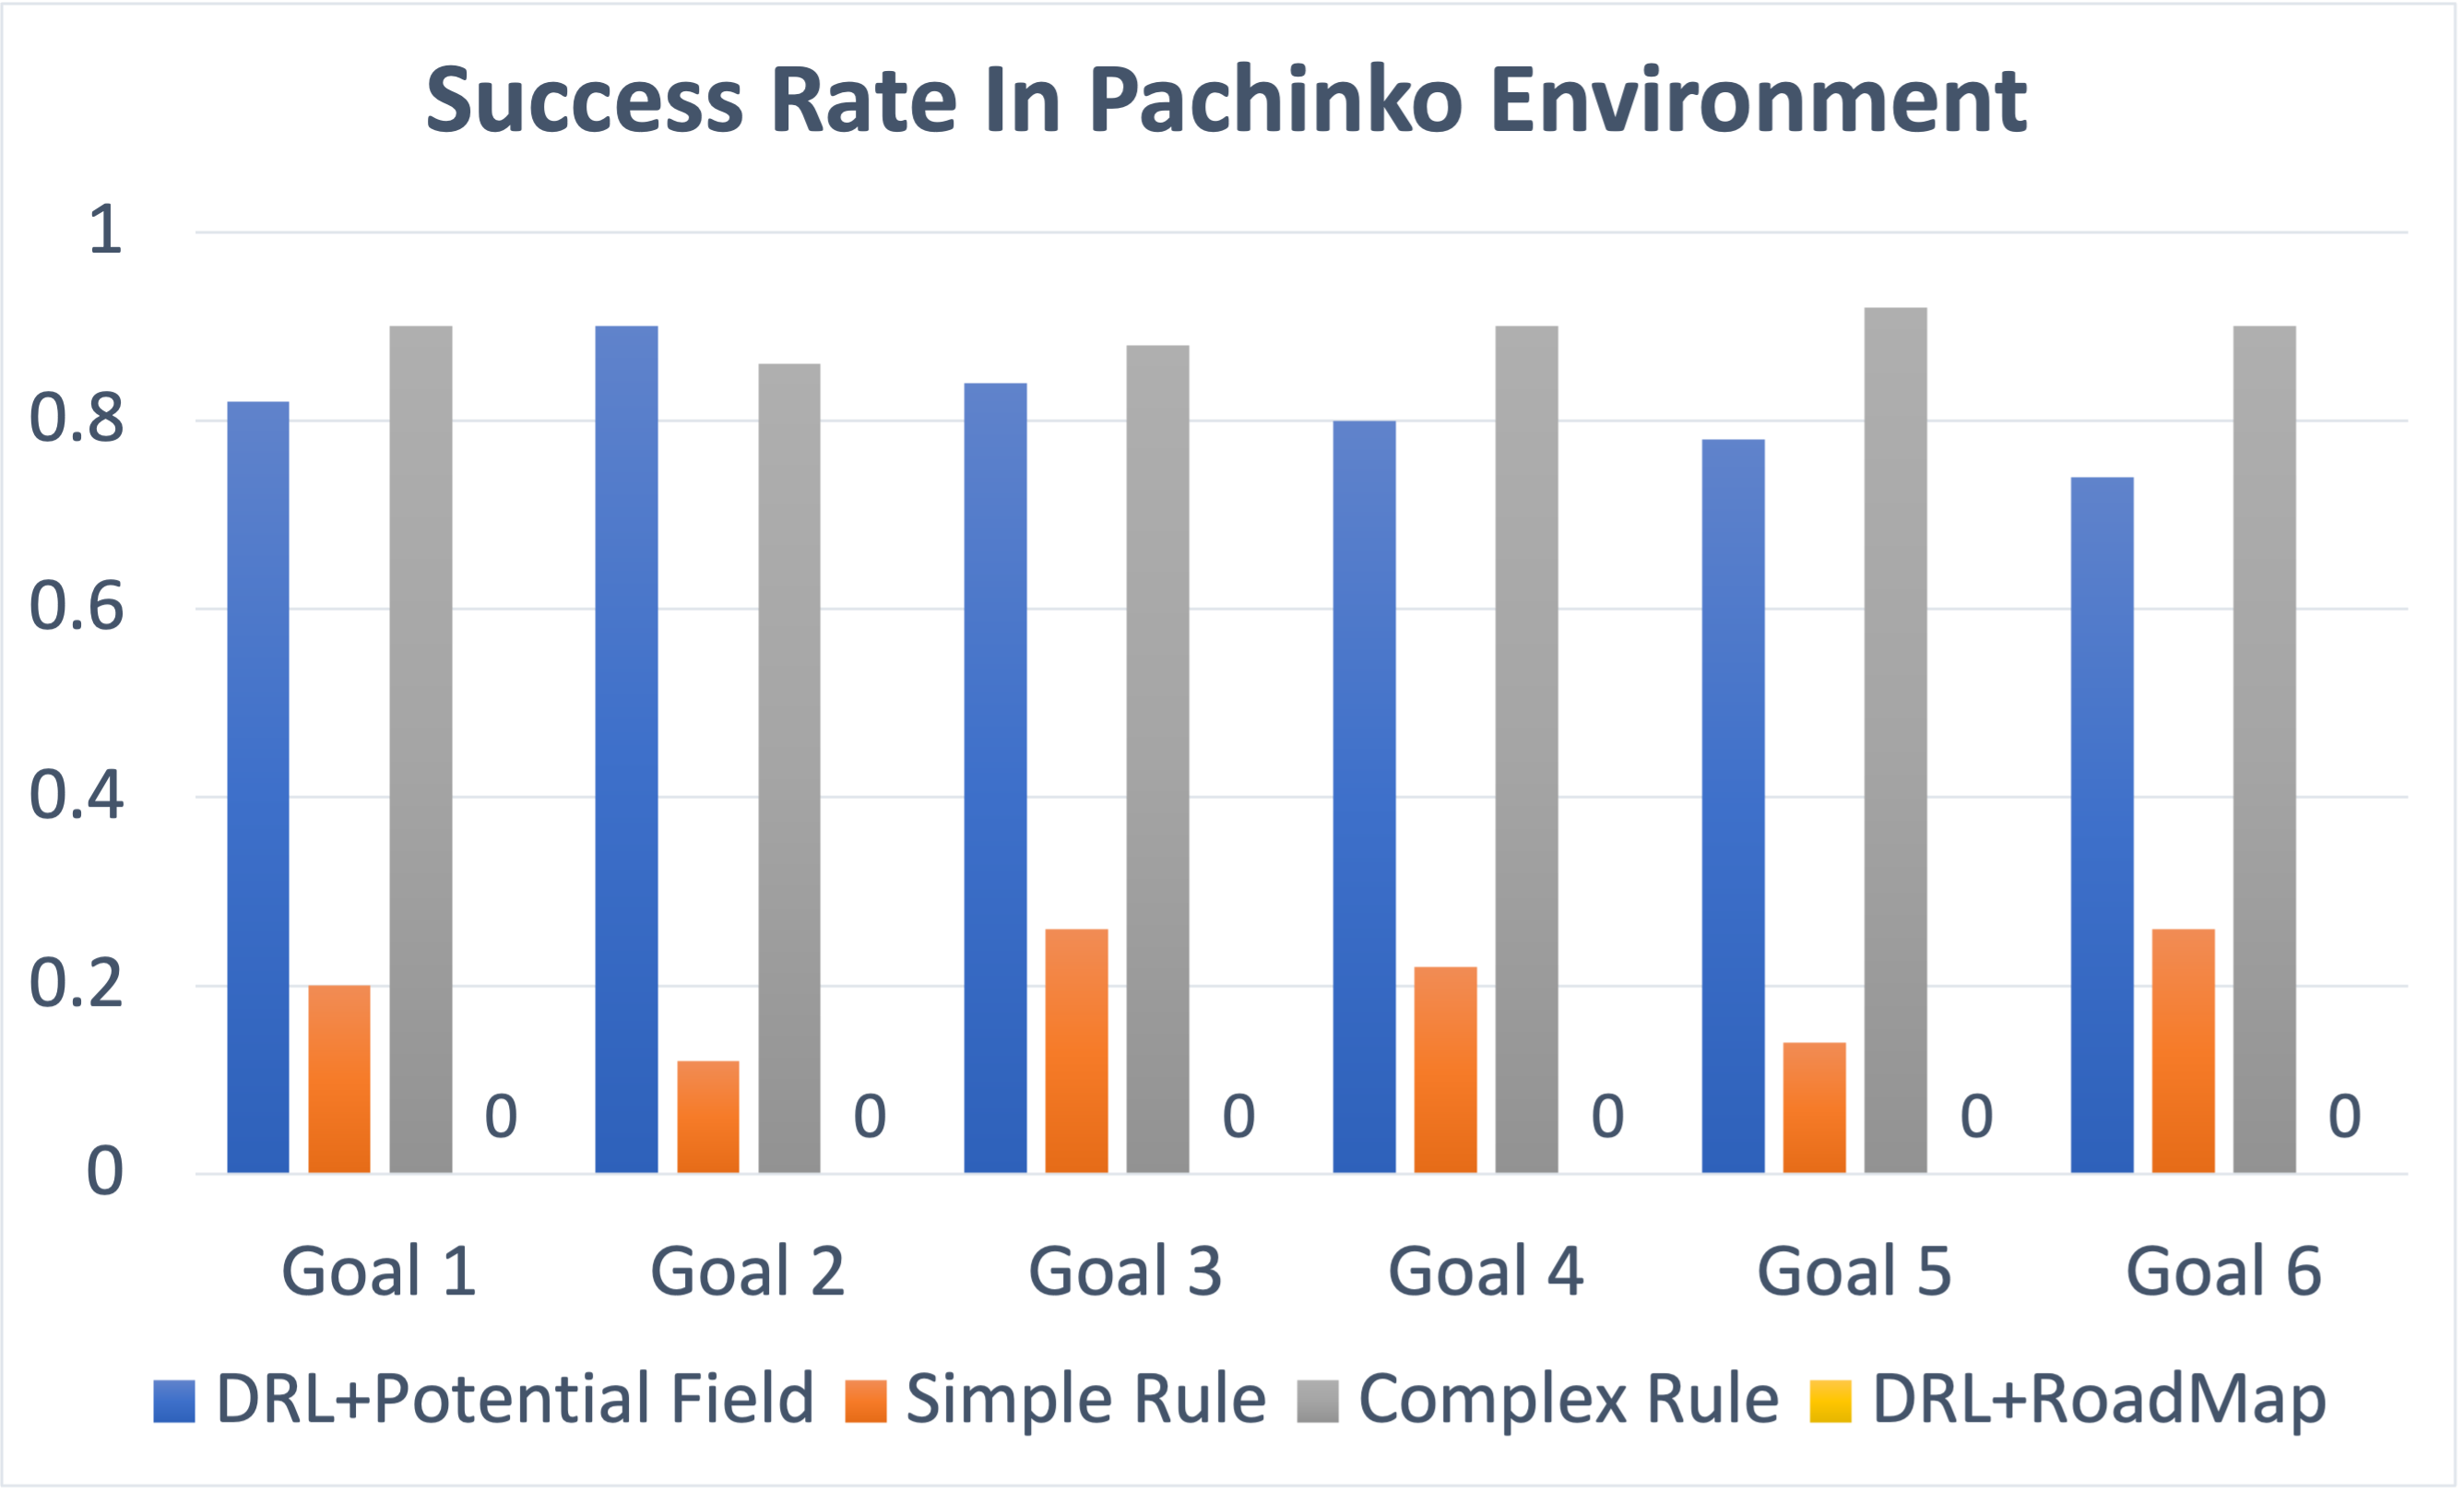 Success Rate In Pachinko Environment
1
0.8
0.6
0.4
0.2
0
0 0 0 0 0 0
Goal 1 Goal 2 Goal 3 Goal 4 Gol 5 Goal 6
DRL+Potential Field Simple Rule Complex Rule DRL+RoadMap